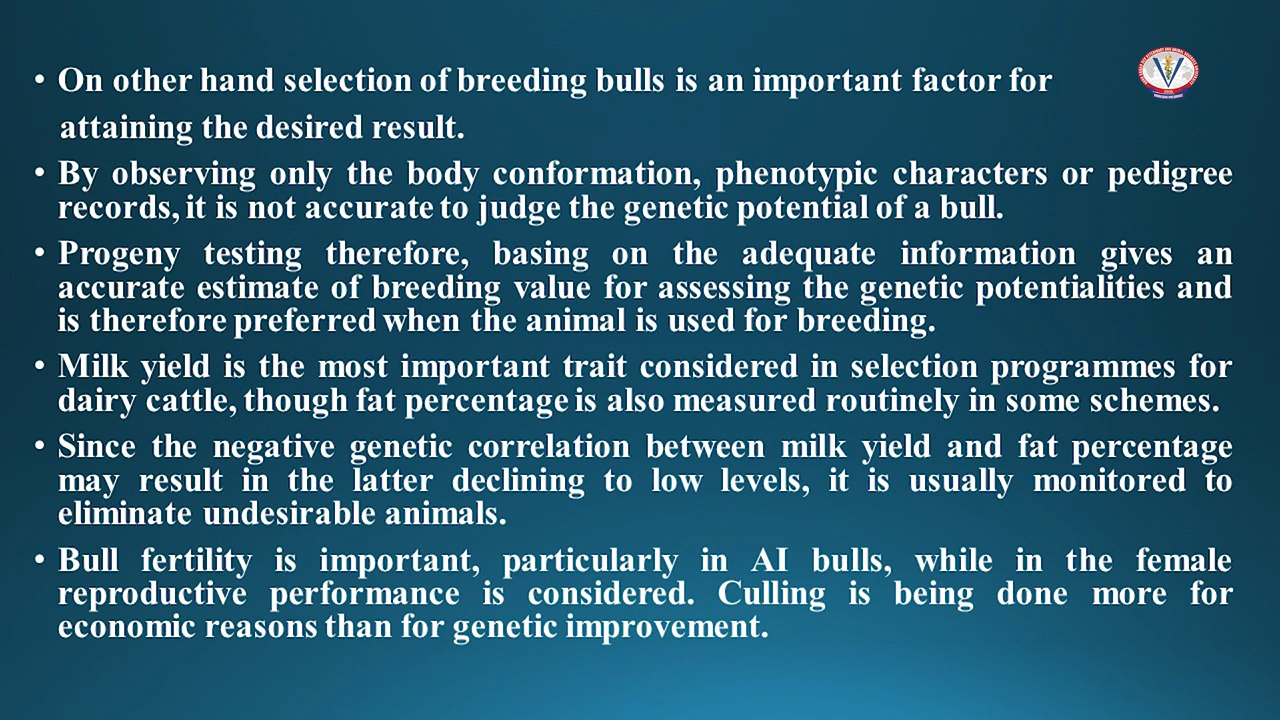 • On other hand selection of breeding bulls is an important factor for
attaining the desired result.
• By observing only the body conformation, phenotypic characters or pedigree
records, it is not accurate to judge the genetic potential of a bull.
• Progeny testing therefore, basing on the adequate information gives an
accurate estimate of breeding value for assessing the genetic potentialities and
is therefore preferred when the animal is used for breeding.
• Milk yield is the most important trait considered in selection programmes for
dairy cattle, though fat percentage is also measured routinely in some schemes.
• Since the negative genetic correlation between milk yield and fat percentage
may result in the latter declining to low levels, it is usually monitored to
eliminate undesirable animals.
• Bull fertility is important, particularly in AI bulls, while in the female
reproductive performance is considered. Culling is being done more for
economic reasons than for genetic improvement.